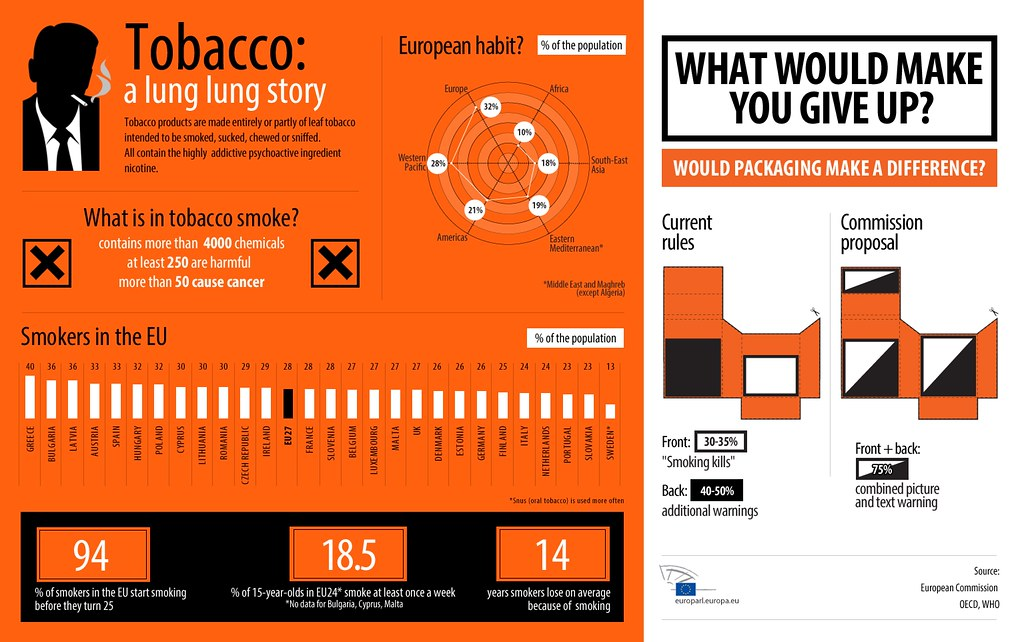 Tobacco:
a lung lung story
Tobacco products are made entirely or partly of leaf tobacco
intended to be smoked, sucked, chewed or sniffed.
All contain the highly addictive psychoactive ingredient
nicotine.
What is in tobacco smoke?
contains more than 4000 chemicals
at least 250 are harmful
more than 50 cause cancer
European habit?
% of the population
Europe
32%
Africa
10%
Western
Pacific
28%
18%
South-East
Asia
21%
19%
Americas
Eastern
Mediterranean*
*Middle East and Maghreb
(except Algeria)
Smokers in the EU
% of the population
40 36 36 33 33 32 32 30 30 30 29 29 28 28 28 27 27 27 27 26 26 26 25 24 24 23 23 13
GREECE
BULGARIA
LATVIA
AUSTRIA
SPAIN
HUNGARY
POLAND
CYPRUS
LITHUANIA
ROMANIA
CZECH REPUBLIC
IRELAND
EU27
FRANCE
SLOVENIA
BELGIUM
LUXEMBOURG
MALTA
UK
DENMARK
ESTONIA
GERMANY
FINLAND
ITALY
NETHERLANDS
PORTUGAL
SLOVAKIA
SWEDEN*
*Snus (oral tobacco) is used more often
94
% of smokers in the EU start smoking
before they turn 25
18.5
% of 15-year-olds in EU24* smoke at least once a week
*No data for Bulgaria, Cyprus, Malta
14
years smokers lose on average
because of smoking
WHAT WOULD MAKE
YOU GIVE UP?
WOULD PACKAGING MAKE A DIFFERENCE?
Current
rules
Front: 30-35%
"Smoking kills"
Back: 40-50%
additional warnings
Commission
proposal
Front + back:
75%
combined picture
and text warning
europarl.europa.eu
Source:
European Commission
OECD, WHO